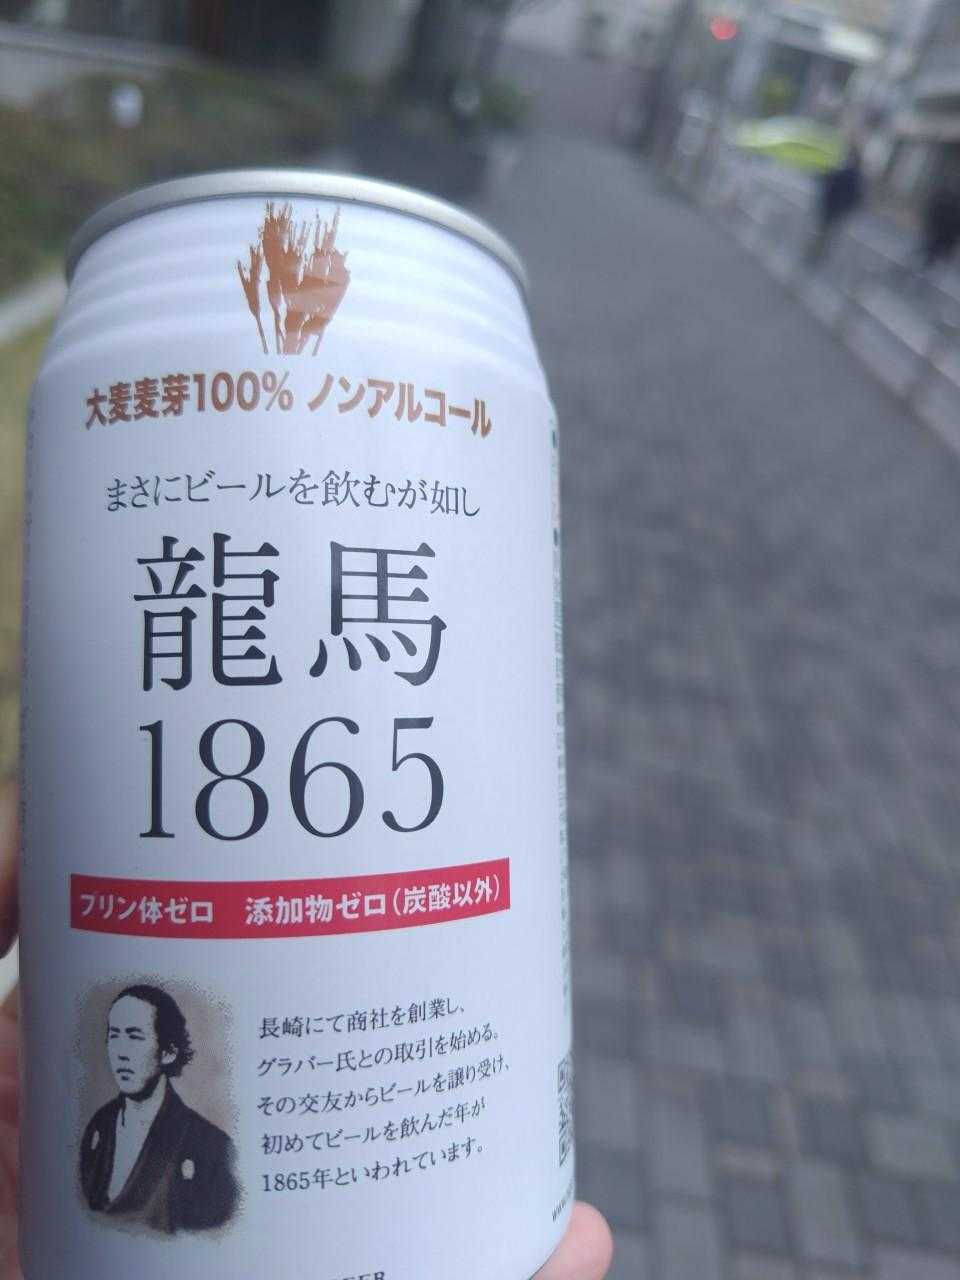 大麦麦芽100% ノンアルコール
まさにビールを飲むが如し
龍馬
1865
プリン体ゼロ 添加物ゼロ(炭酸以外)
長崎にて商社を創業し、
グラバー氏との取引を始める。
その交友からビールを譲り受け、
初めてビールを飲んだ年が
1865年といわれています。